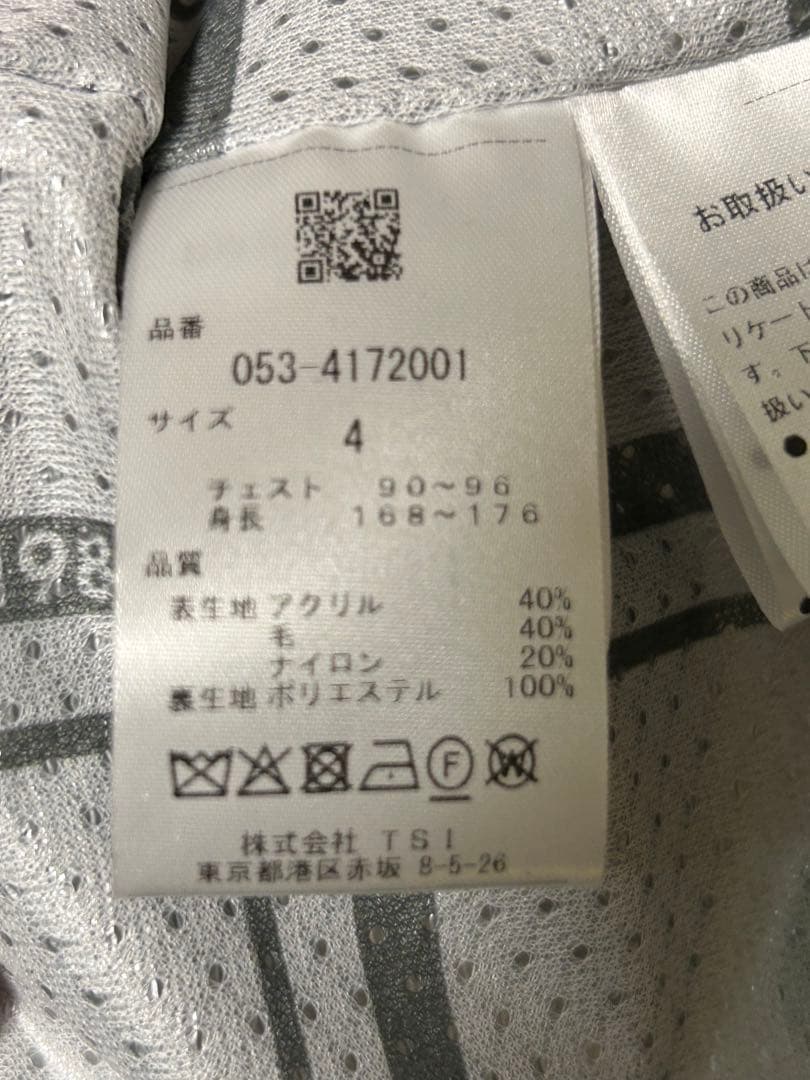 品番
053-4172001
サイズ
4
チェスト 90～96
身長 168～176
品質
表生地 アクリル 40%
毛 40%
ナイロン 20%
裏生地 ポリエステル 100%
F
W
株式会社 TSI
東京都港区赤坂 8-5-26
お取扱い
この商品は
リケート
す。下
扱い
198